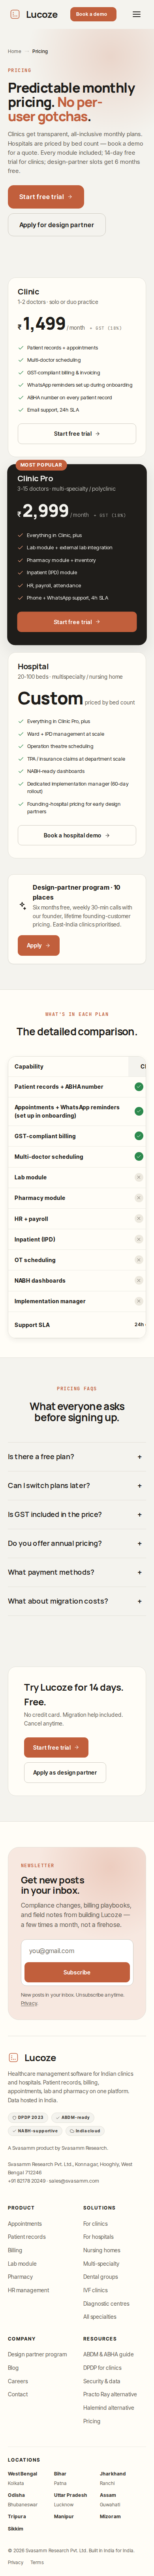 Lucoze
Book a demo
Home → Pricing
PRICING
Predictable monthly
pricing. No per-
user gotchas.
Clinics get transparent, all-inclusive monthly plans.
Hospitals are priced by bed count — book a demo for
a quote. Every module included; 14-day free
trial for clinics; design-partner slots get 6 months
free.
Start free trial →
Apply for design partner
Clinic
1-2 doctors · solo or duo practice
₹1,499/month + GST (18%)
Patient records + appointments
Multi-doctor scheduling
GST-compliant billing & invoicing
WhatsApp reminders set up during onboarding
ABHA number on every patient record
Email support, 24h SLA
Start free trial →
MOST POPULAR
Clinic Pro
3-15 doctors · multi-specialty / polyclinic
₹2,999/month + GST (18%)
Everything in Clinic, plus:
Lab module + external lab integration
Pharmacy module + inventory
Inpatient (IPD) module
HR, payroll, attendance
Phone + WhatsApp support, 4h SLA
Start free trial →
Hospital
20-100 beds · multispecialty / nursing home
Custom priced by bed count
Everything in Clinic Pro, plus
Ward + IPD management at scale
Operation theatre scheduling
TPA / insurance claims at department scale
NABH-ready dashboards
Dedicated implementation manager (60-day
rollout)
Founding-hospital pricing for early design
partners
Book a hospital demo →
Design-partner program · 10
places
Six months free, weekly 30-min calls with
our founder, lifetime founding-customer
pricing. East-India clinics prioritised.
Apply →
WHAT'S IN EACH PLAN
The detailed comparison.
Capability
Patient records + ABHA number
Appointments + WhatsApp reminders
(set up in onboarding)
GST-compliant billing
Multi-doctor scheduling
Lab module
Pharmacy module
HR + payroll
Inpatient (IPD)
OT scheduling
NABH dashboards
Implementation manager
Support SLA 24h
PRICING FAQS
What everyone asks
before signing up.
Is there a free plan? +
Can I switch plans later? +
Is GST included in the price? +
Do you offer annual pricing? +
What payment methods? +
What about migration costs? +
Try Lucoze for 14 days.
Free.
No credit card. Migration help included.
Cancel anytime.
Start free trial →
Apply as design partner
NEWSLETTER
Get new posts
in your inbox.
Compliance changes, billing playbooks,
and field notes from building Lucoze —
a few times a month, not a firehose.
you@gmail.com
Subscribe
New posts in your inbox. Unsubscribe anytime.
Privacy.
Lucoze
Healthcare management software for Indian clinics
and hospitals. Patient records, billing,
appointments, lab and pharmacy on one platform.
Data hosted in India.
DPDP 2023
ABDM-ready
NABH-supportive
India cloud
A Svasamm product by Svasamm Research.
Svasamm Research Pvt. Ltd., Kornagar, Hooghly, West
Bengal 712246
+91 82178 20249 · sales@svasamm.com
PRODUCT
Appointments
Patient records
Billing
Lab module
Pharmacy
HR management
SOLUTIONS
For clinics
For hospitals
Nursing homes
Multi-specialty
Dental groups
IVF clinics
Diagnostic centres
All specialties
COMPANY
Design partner program
Blog
Careers
Contact
RESOURCES
ABDM & ABHA guide
DPDP for clinics
Security & data
Practo Ray alternative
Halemind alternative
Pricing
LOCATIONS
West Bengal
Kolkata
Bihar
Patna
Jharkhand
Ranchi
Odisha
Bhubaneswar
Uttar Pradesh
Lucknow
Assam
Guwahati
Tripura
Manipur
Mizoram
Sikkim
© 2026 Svasamm Research Pvt. Ltd. Built in India for India.
Privacy Terms